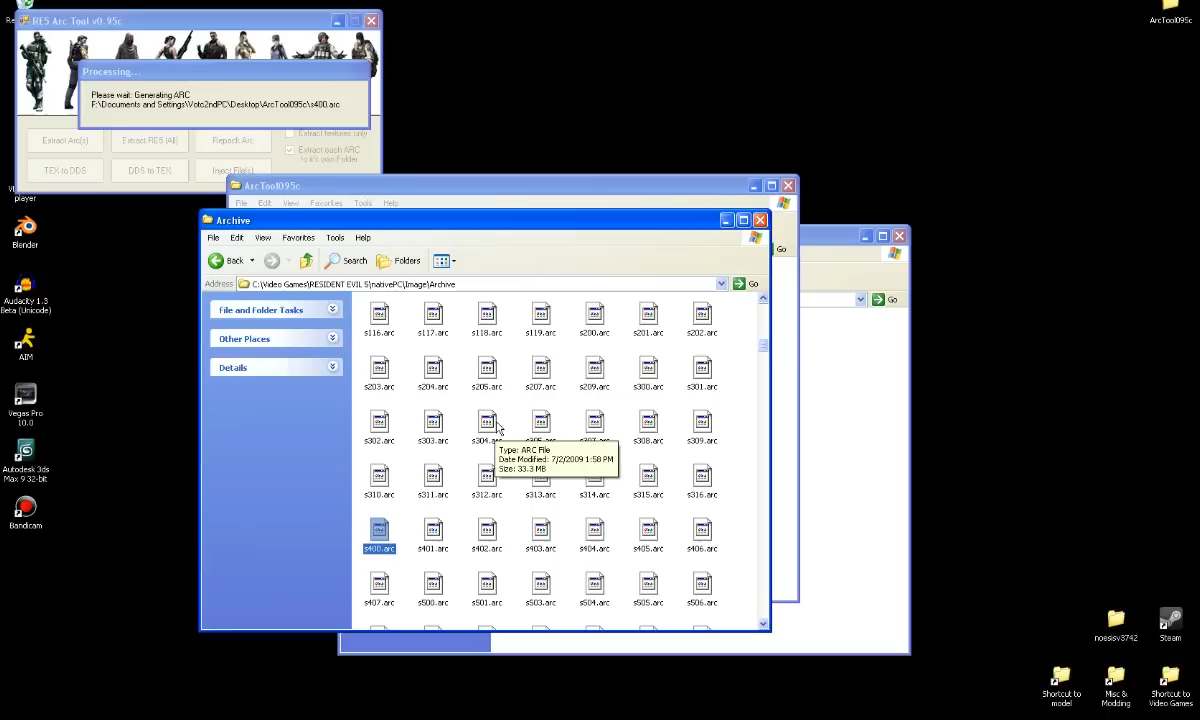 ArcTool095c
RE5 Arc Tool v0.95c
Processing...
Please wait: Generating ARC
F:\Documents and Settings\Votc2ndPC\Desktop\ArcTool095c\s400.arc
Extract Arc(s)
Extract RE5 (All)
Repack Arc
Extract textures only
Extract each ARC
to it's own Folder
TEX to DDS
DDS to TEX
Inject File(s)
player
Blender
Audacity 1.3
Beta (Unicode)
AIM
Vegas Pro
10.0
Autodesk 3ds
Max 9 32-bit
Bandicam
ArcTool095c
File Edit View Favorites Tools Help
Go
Go
Archive
File Edit View Favorites Tools Help
Back Search Folders
Address C:\Video Games\RESIDENT EVIL 5\nativePC\Image\Archive Go
File and Folder Tasks
Other Places
Details
s116.arc s117.arc s118.arc s119.arc s200.arc s201.arc s202.arc
s203.arc s204.arc s205.arc s207.arc s209.arc s300.arc s301.arc
s302.arc s303.arc s304.arc s307.arc s308.arc s309.arc
Type: ARC File
Date Modified: 7/2/2009 1:58 PM
Size: 33.3 MB
s310.arc s311.arc s312.arc s313.arc s314.arc s315.arc s316.arc
s400.arc s401.arc s402.arc s403.arc s404.arc s405.arc s406.arc
s407.arc s500.arc s501.arc s503.arc s504.arc s505.arc s506.arc
noesisv3742
Steam
Shortcut to
model
Misc &
Modding
Shortcut to
Video Games